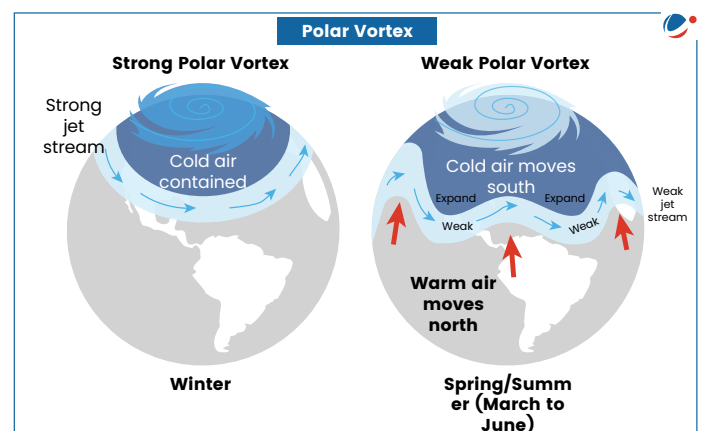 Polar Vortex
Strong Polar Vortex
Strong
jet
stream
Cold air
contained
Winter
Weak Polar Vortex
Cold air moves
south
Expand
Expand
Weak
Weak
Weak
jet
stream
Warm air
moves
north
Spring/Summ
er (March to
June)